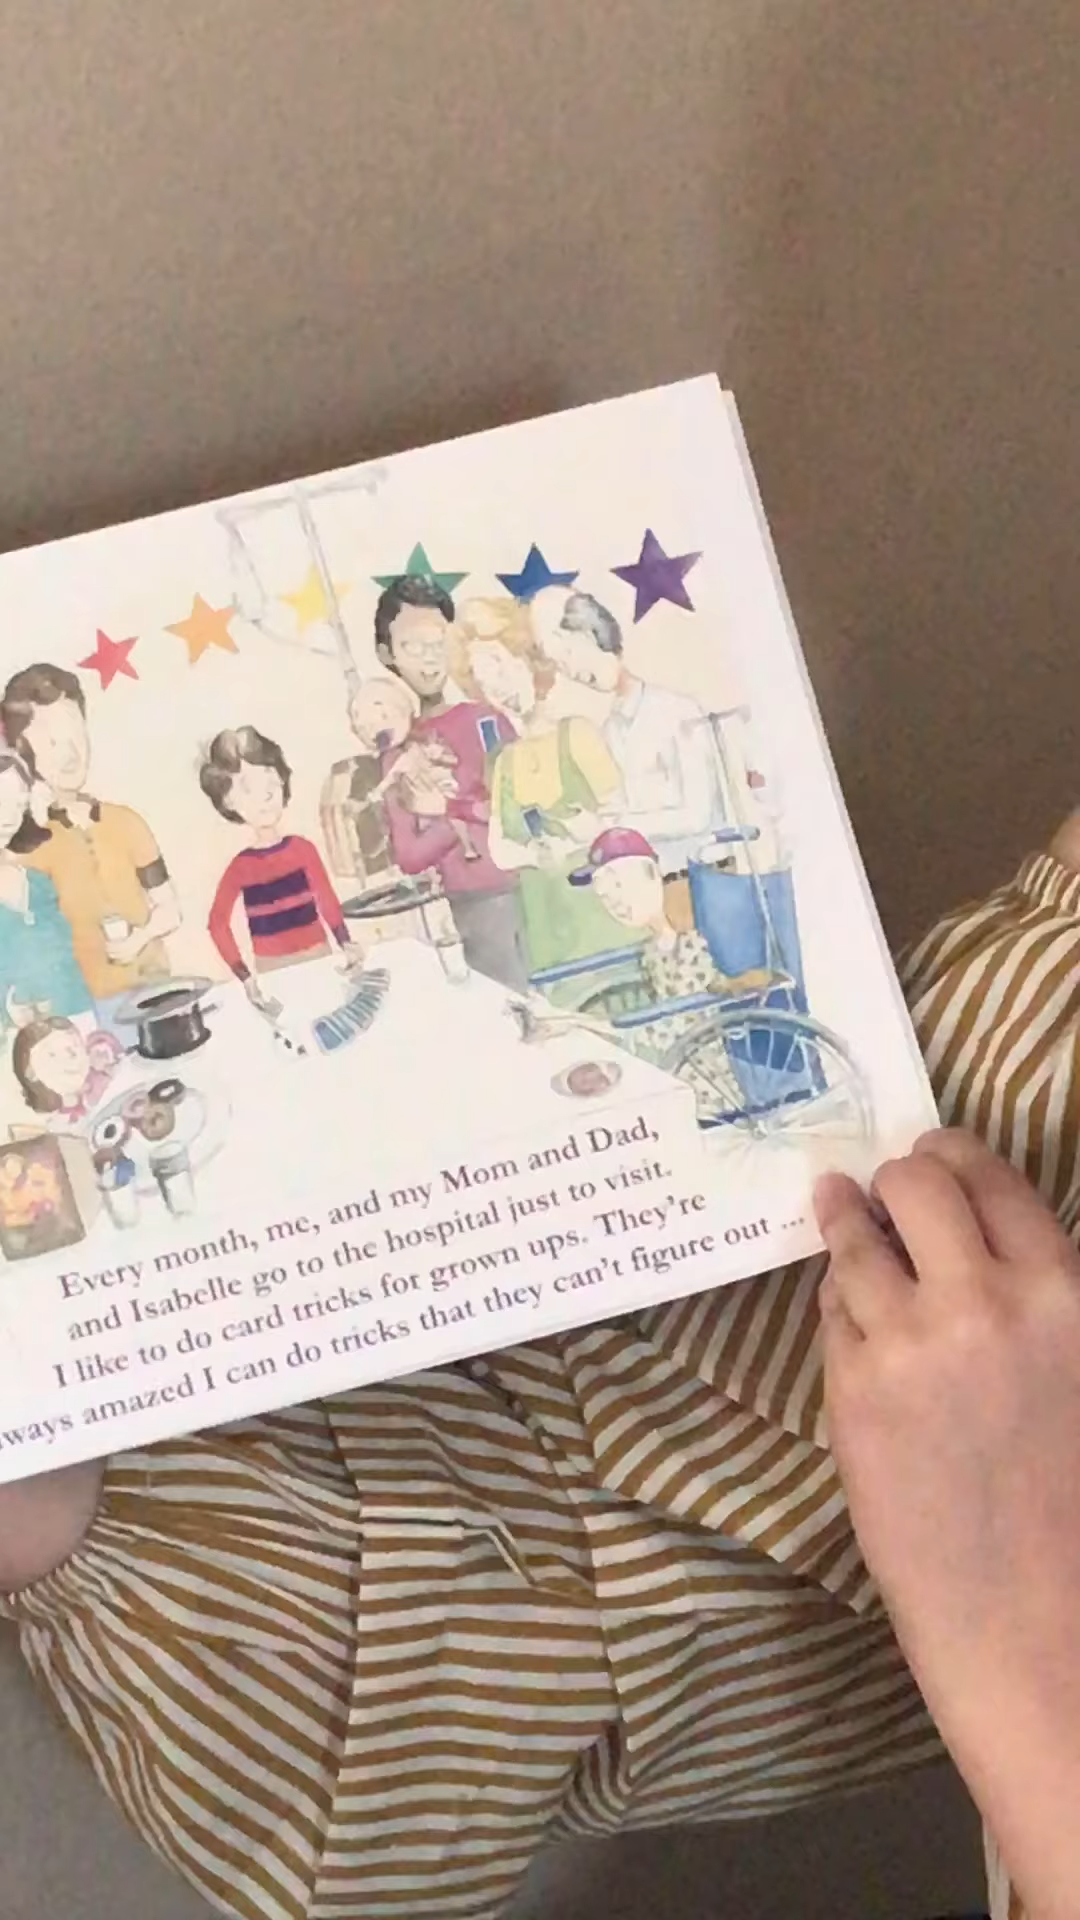 Every month, me, and my Mom and Dad,
and Isabelle go to the hospital just to visit.
I like to do card tricks for grown ups. They're
ways amazed I can do tricks that they can't figure out ...